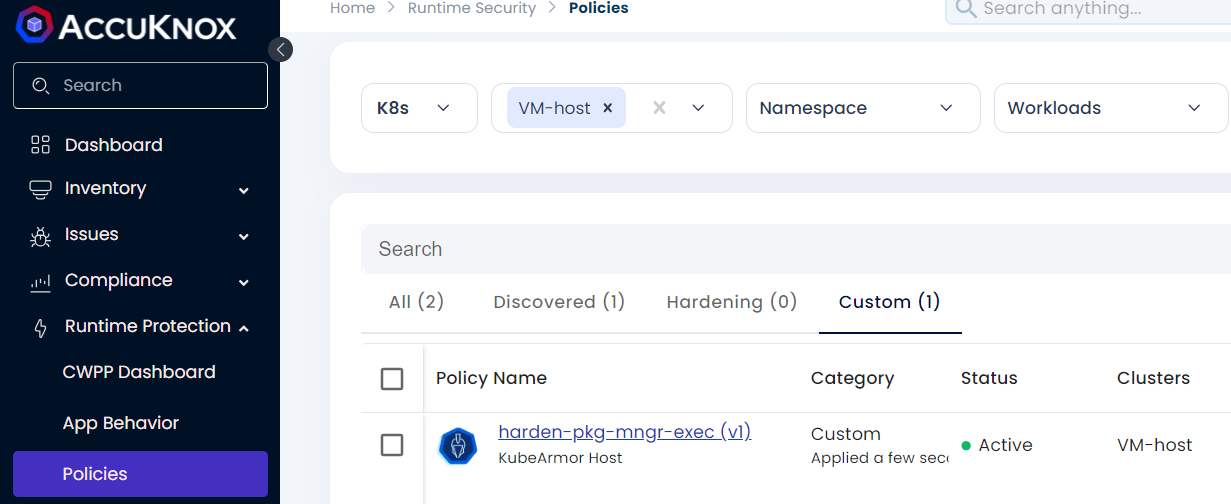 ACCUKNOX
Search
Dashboard
Inventory
Issues
Compliance
Runtime Protection
CWPP Dashboard
App Behavior
Policies
Home > Runtime Security > Policies
Search anything...
K8s
VM-host
Namespace
Workloads
Search
All (2) Discovered (1) Hardening (0) Custom (1)
Policy Name Category Status Clusters
harden-pkg-mngr-exec (v1) Custom Active VM-host
KubeArmor Host Applied a few